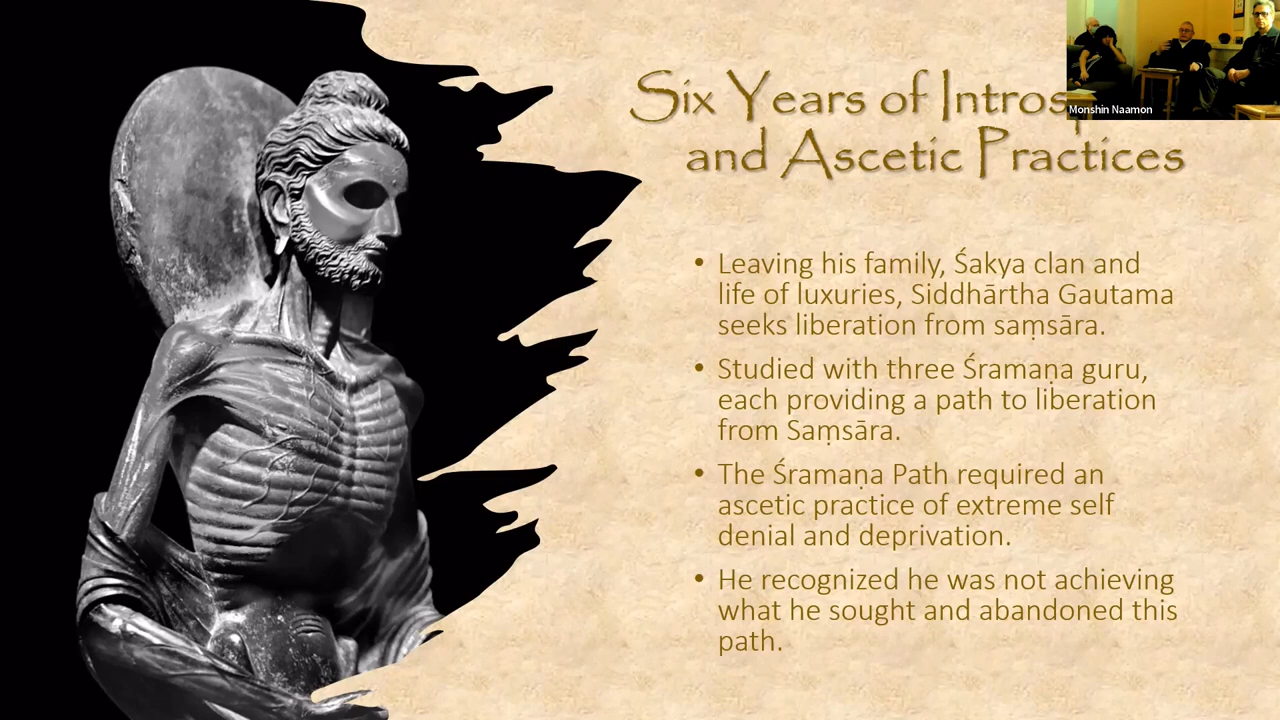 Six Years of Intros
and Ascetic Practices
Monshin Naamon
• Leaving his family, Śakya clan and
life of luxuries, Siddhārtha Gautama
seeks liberation from saṃsāra.
• Studied with three Śramaṇa guru,
each providing a path to liberation
from Saṃsāra.
• The Śramaṇa Path required an
ascetic practice of extreme self
denial and deprivation.
• He recognized he was not achieving
what he sought and abandoned this
path.